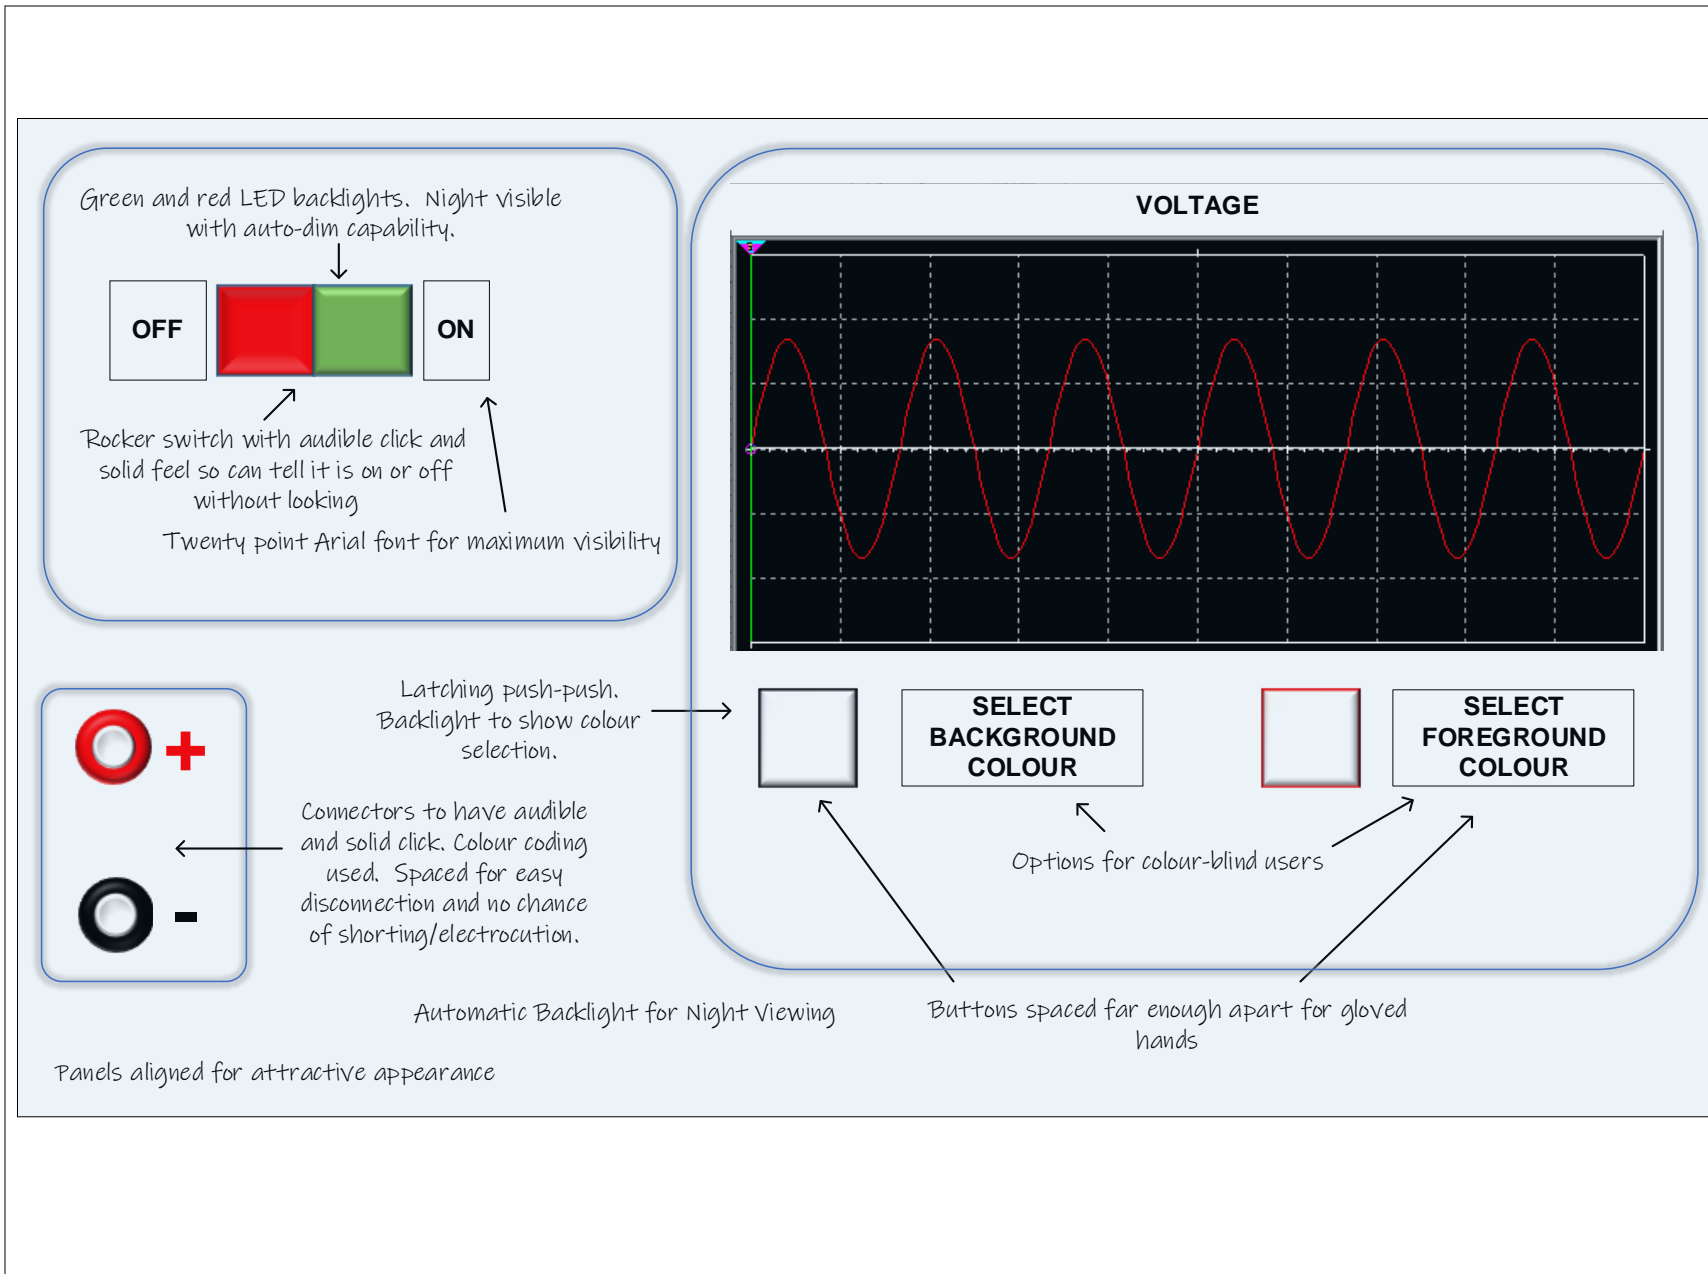 Green and red LED backlights.  Night visible
with auto-dim capability.
OFF
ON
Rocker switch with audible click and
solid feel so can tell it is on or off
without looking
Twenty point Arial font for maximum visibility
VOLTAGE
Latching push-push.
Backlight to show colour
selection.
SELECT
BACKGROUND
COLOUR
SELECT
FOREGROUND
COLOUR
+
-
Connectors to have audible
and solid click. Colour coding
used.  Spaced for easy
disconnection and no chance
of shorting/electrocution.
Options for colour-blind users
Automatic Backlight for Night Viewing
Buttons spaced far enough apart for gloved
hands
Panels aligned for attractive appearance